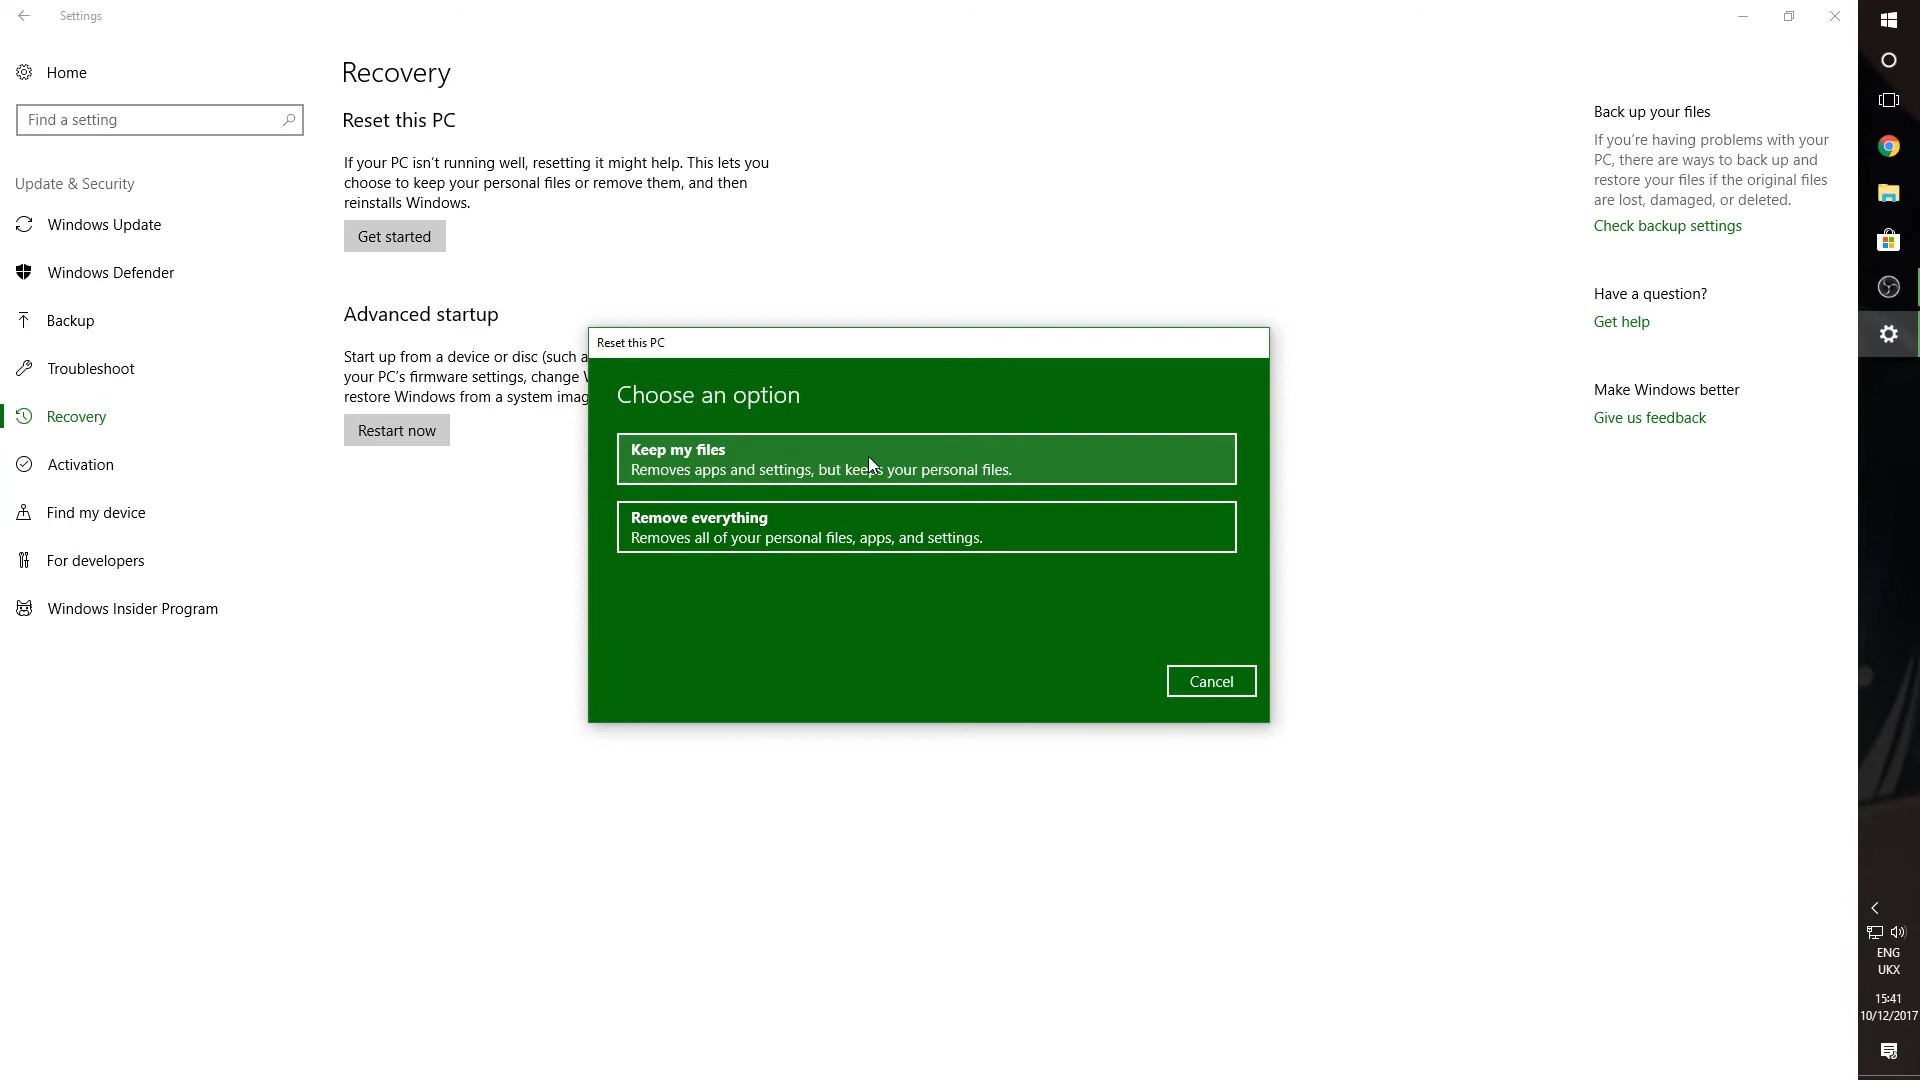 Settings
Home
Find a setting
Update & Security
Windows Update
Windows Defender
Backup
Troubleshoot
Recovery
Activation
Find my device
For developers
Windows Insider Program
Recovery
Reset this PC
If your PC isn't running well, resetting it might help. This lets you
choose to keep your personal files or remove them, and then
reinstalls Windows.
Get started
Advanced startup
Start up from a device or disc (such a
your PC's firmware settings, change
restore Windows from a system imag
Restart now
Reset this PC
Choose an option
Keep my files
Removes apps and settings, but keeps your personal files.
Remove everything
Removes all of your personal files, apps, and settings.
Cancel
Back up your files
If you're having problems with your
PC, there are ways to back up and
restore your files if the original files
are lost, damaged, or deleted.
Check backup settings
Have a question?
Get help
Make Windows better
Give us feedback
ENG
UKX
15:41
10/12/2017